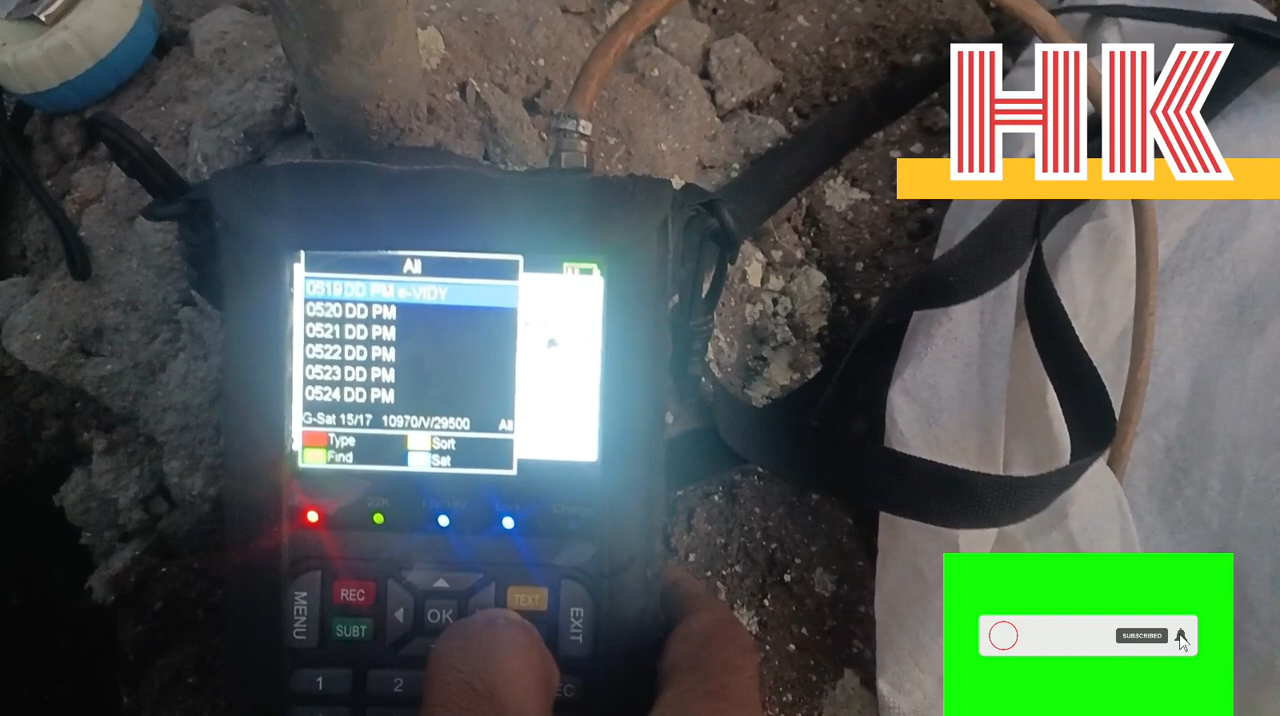 HK
All
0519 DD PM e-VIDY
0520 DD PM
0521 DD PM
0522 DD PM
0523 DD PM
0524 DD PM
G-Sat 15/17 10970/V/29500 All
Type Sort
Find Sat
22K
MENU
REC
SUBT
OK
TEXT
EXIT
1
2
SUBSCRIBED